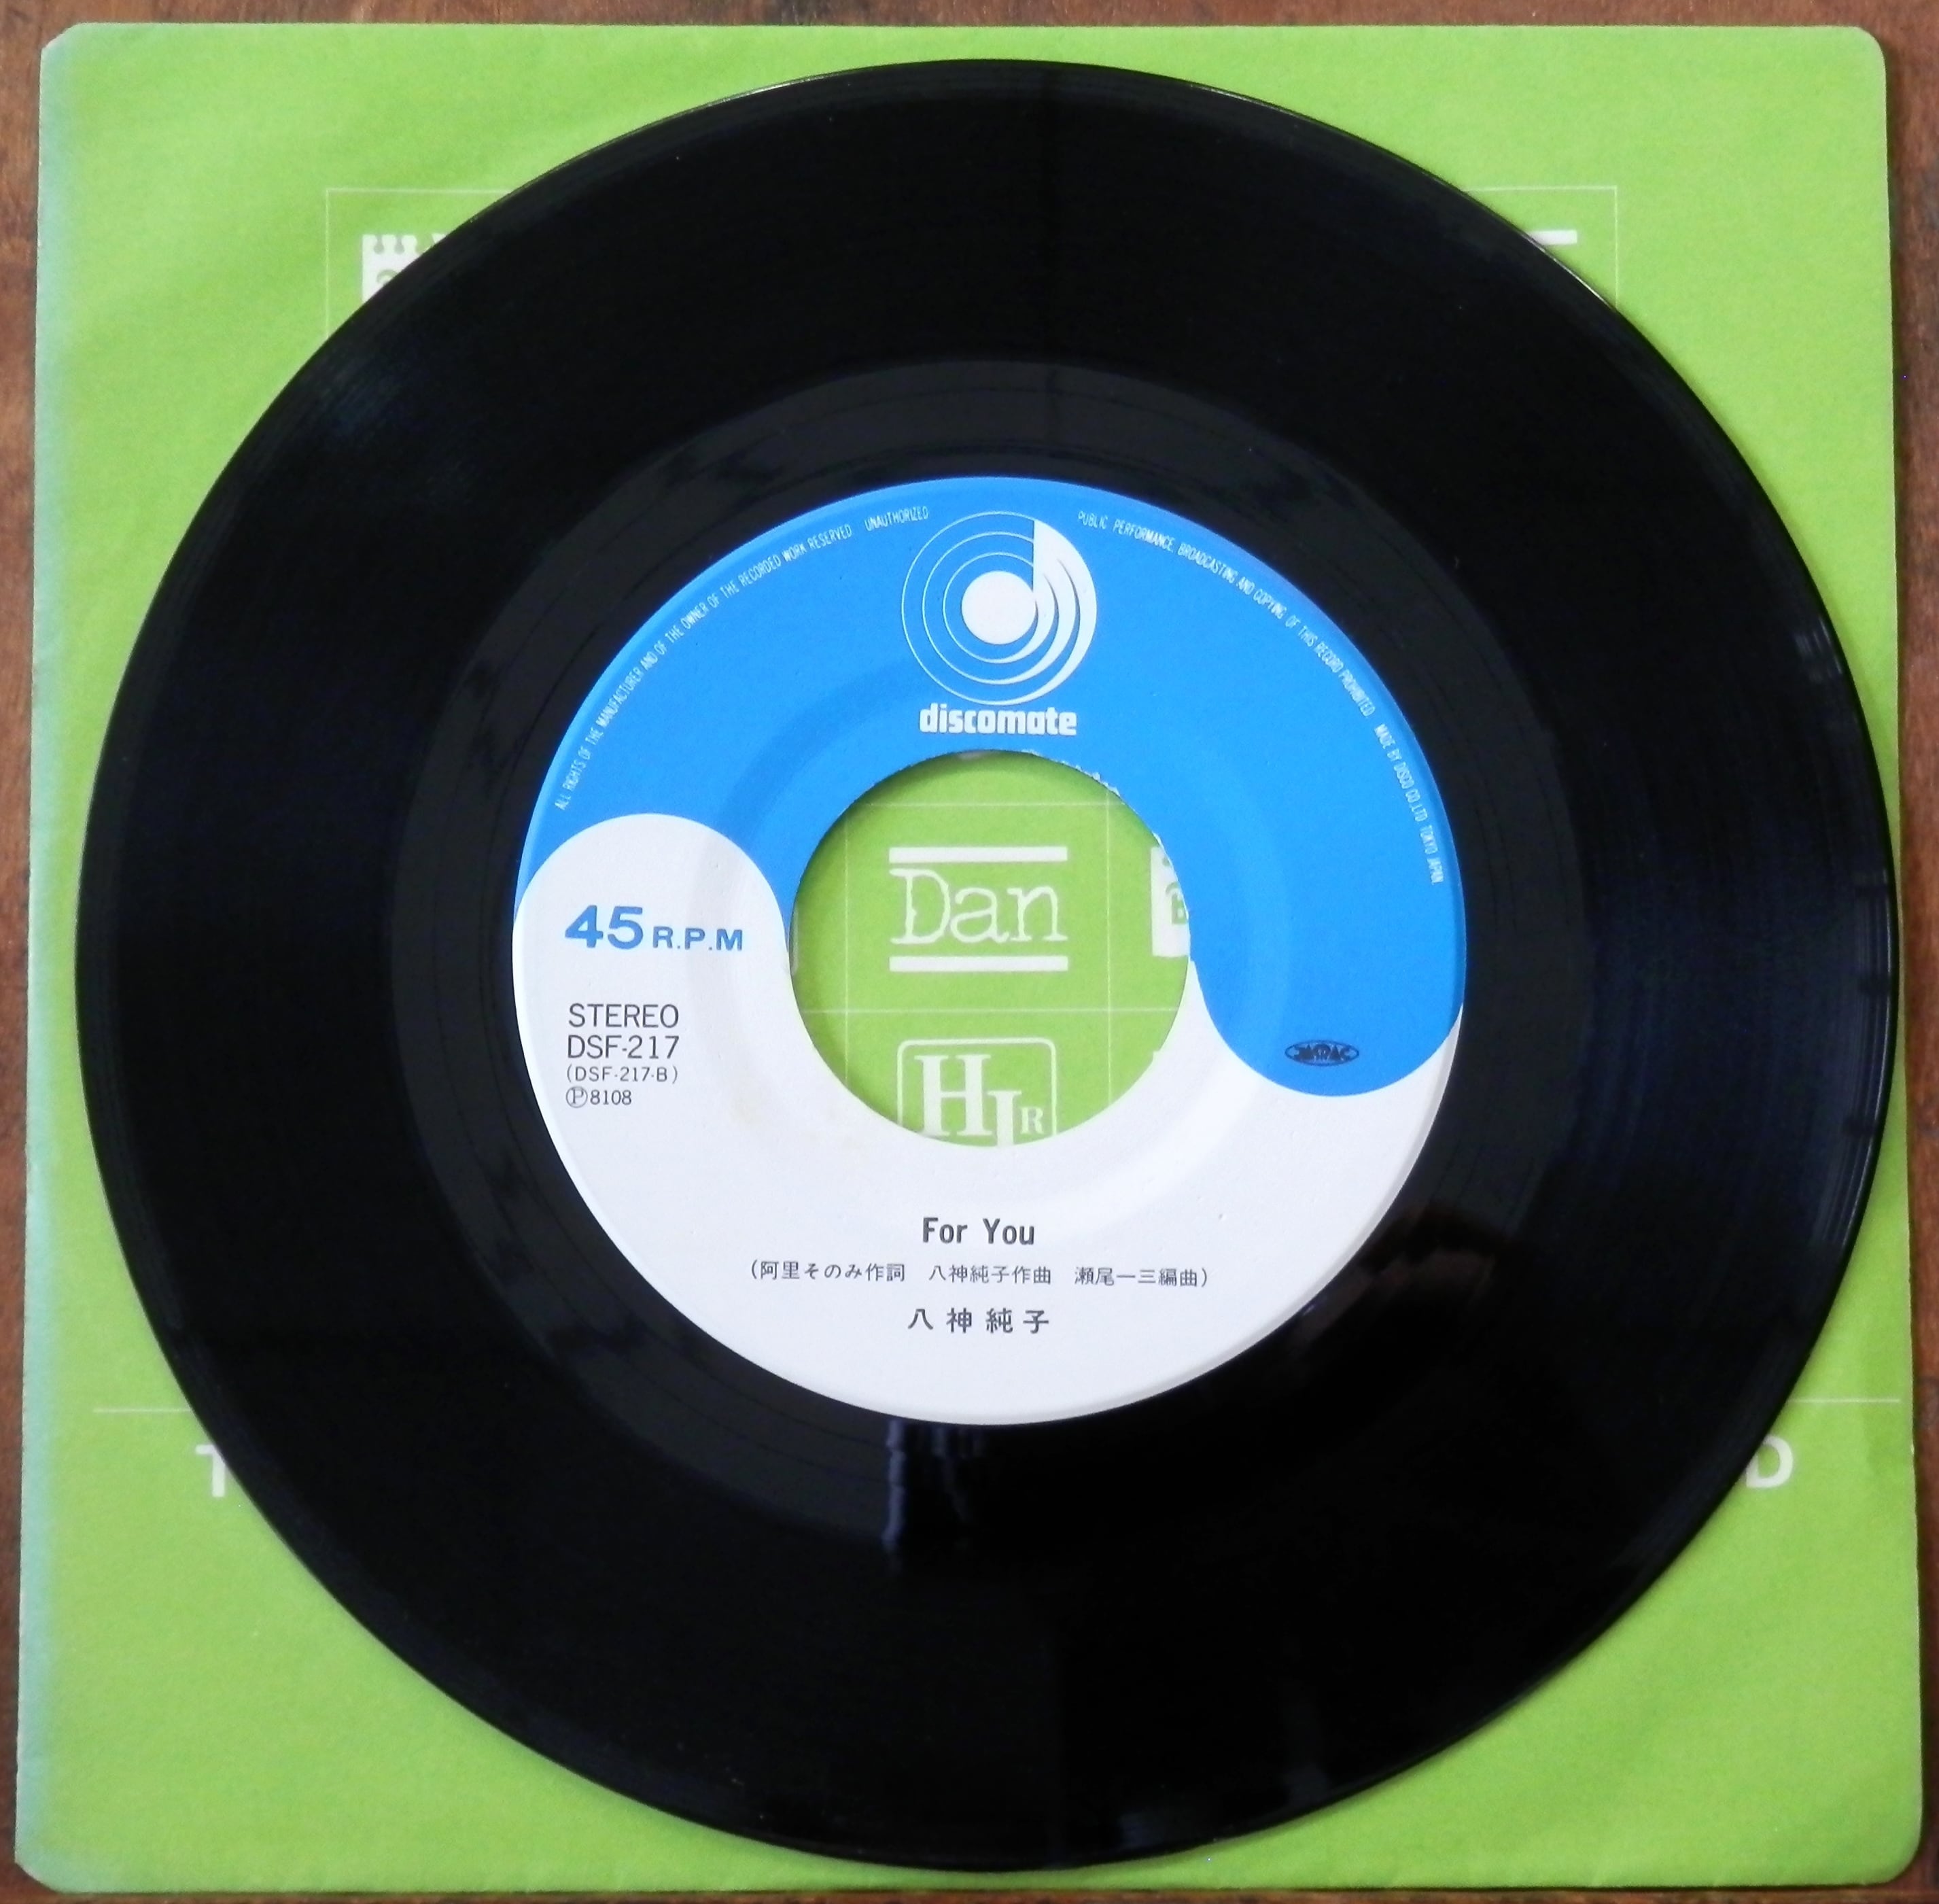 ALL RIGHTS OF THE MANUFACTURER AND OF THE OWNER OF THE RECORDED WORK RESERVED UNAUTHORIZED
PUBLIC PERFORMANCE, BROADCASTING AND COPYING OF THIS RECORD PROHIBITED MADE BY DISCO CO., LTD. TOKYO JAPAN
discomate
Dan
45 R.P.M
STEREO
DSF-217
(DSF-217-B)
Ⓟ8108
JASRAC
HJR
For You
(阿里そのみ作詞 八神純子作曲 瀬尾一三編曲)
八神純子
T
D